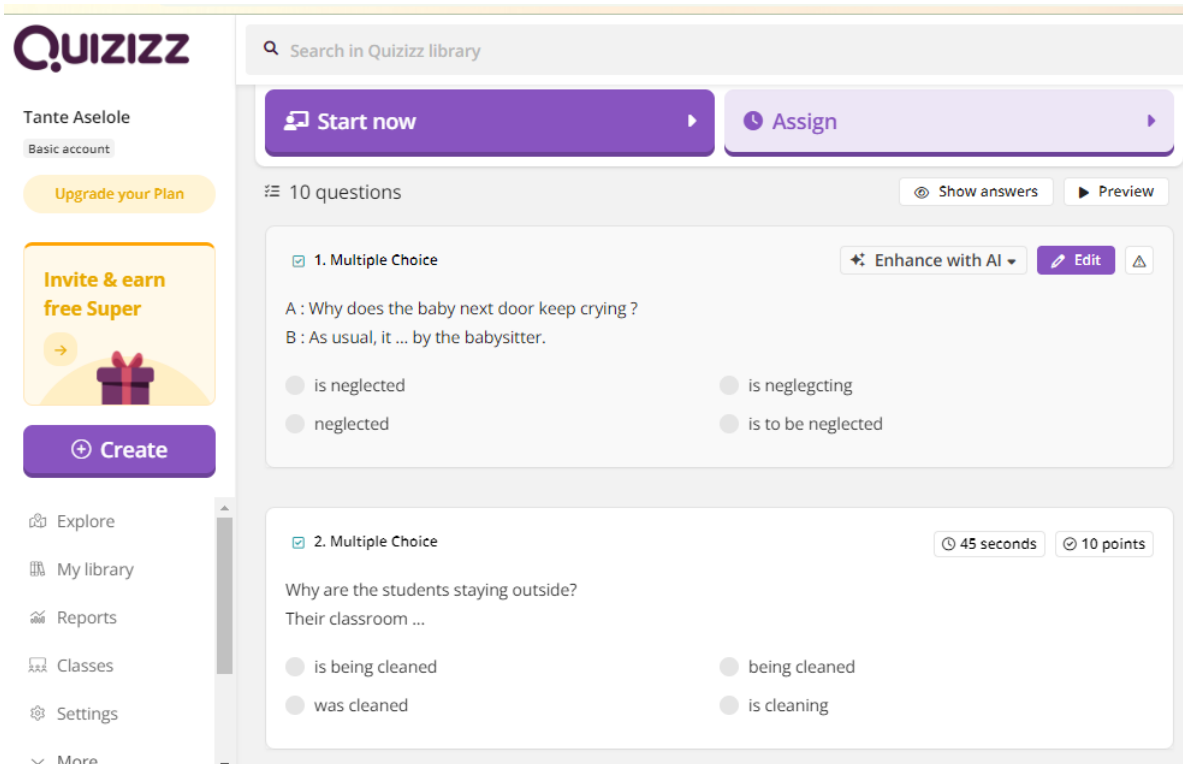 QUIZIZZ
Search in Quizizz library
Tante Aselole
Basic account
Upgrade your Plan
Invite & earn
free Super
Create
Explore
My library
Reports
Classes
Settings
More
Start now
Assign
10 questions
Show answers
Preview
1. Multiple Choice
Enhance with AI
Edit
A : Why does the baby next door keep crying ?
B : As usual, it ... by the babysitter.
is neglected
is neglegcting
neglected
is to be neglected
2. Multiple Choice
45 seconds
10 points
Why are the students staying outside?
Their classroom ...
is being cleaned
being cleaned
was cleaned
is cleaning